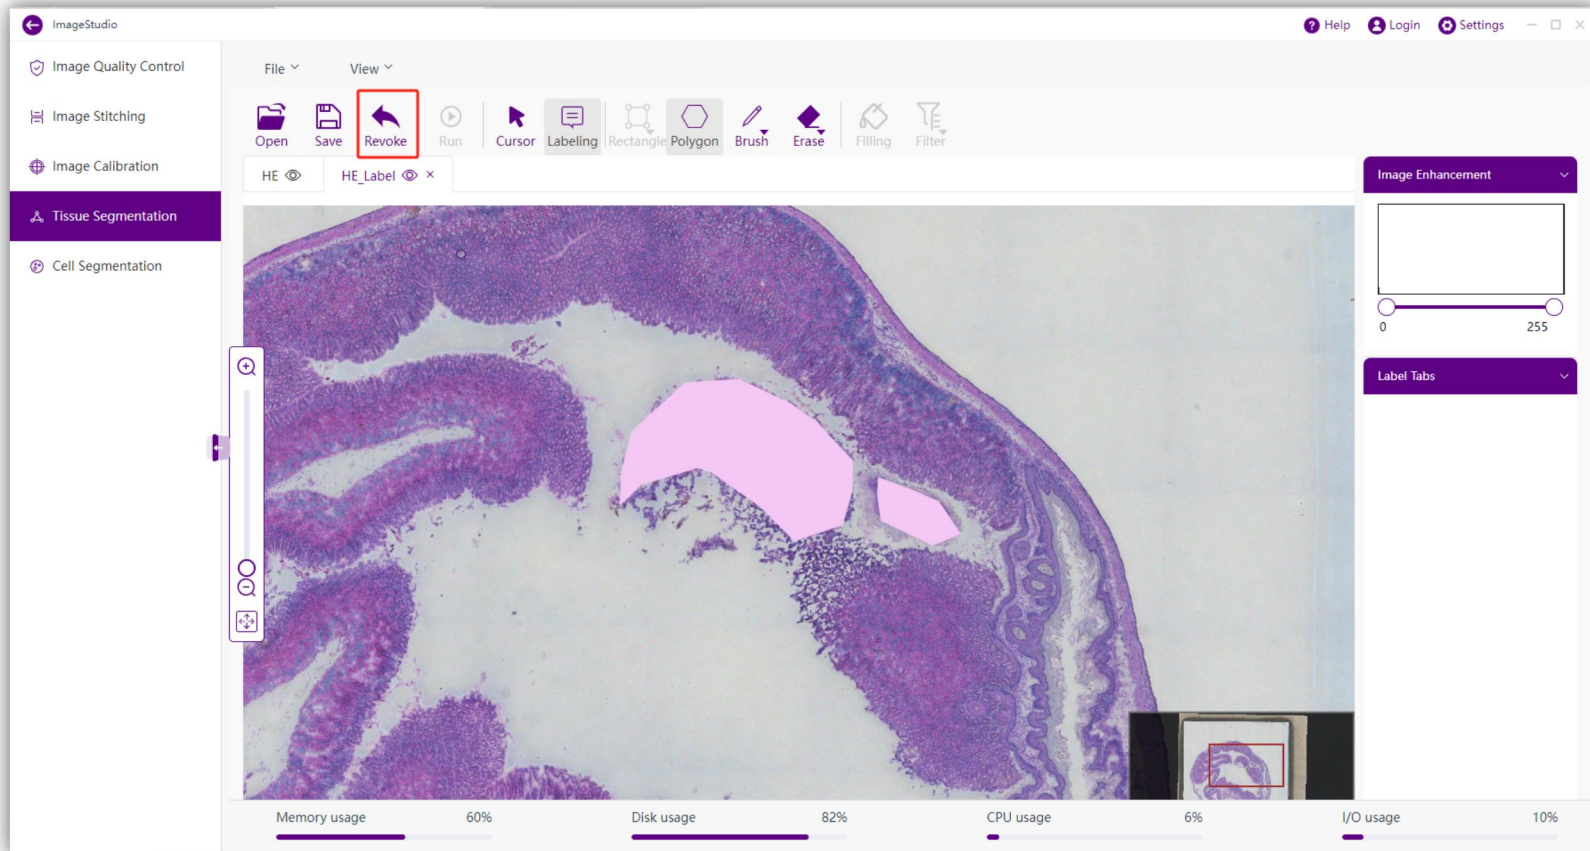 ImageStudio
Help Login Settings
Image Quality Control
Image Stitching
Image Calibration
Tissue Segmentation
Cell Segmentation
File View
Open Save Revoke Run Cursor Labeling Rectangle Polygon Brush Erase Filling Filter
HE HE_Label
Image Enhancement
0 255
Label Tabs
Memory usage 60% Disk usage 82% CPU usage 6% I/O usage 10%